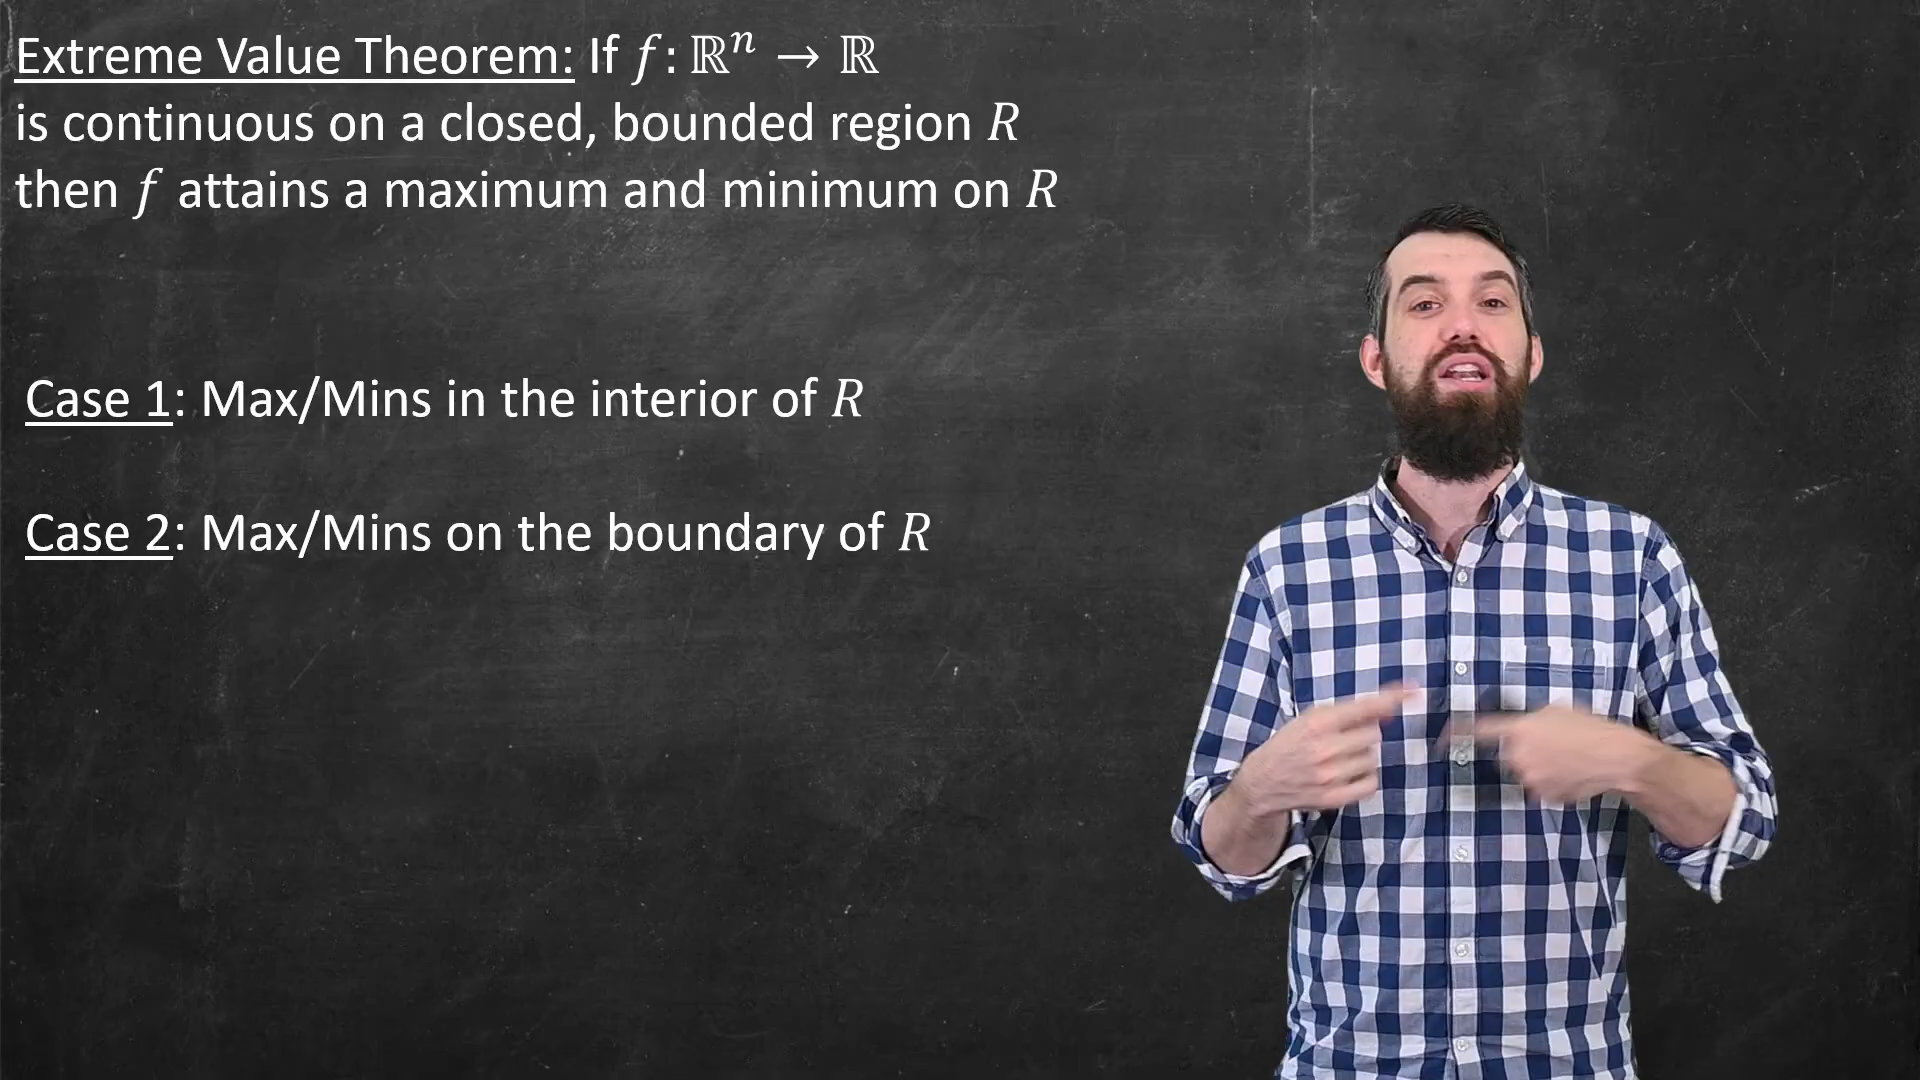 Extreme Value Theorem: If 𝑓: ℝⁿ → ℝ
is continuous on a closed, bounded region 𝑅
then 𝑓 attains a maximum and minimum on 𝑅
Case 1: Max/Mins in the interior of 𝑅
Case 2: Max/Mins on the boundary of 𝑅